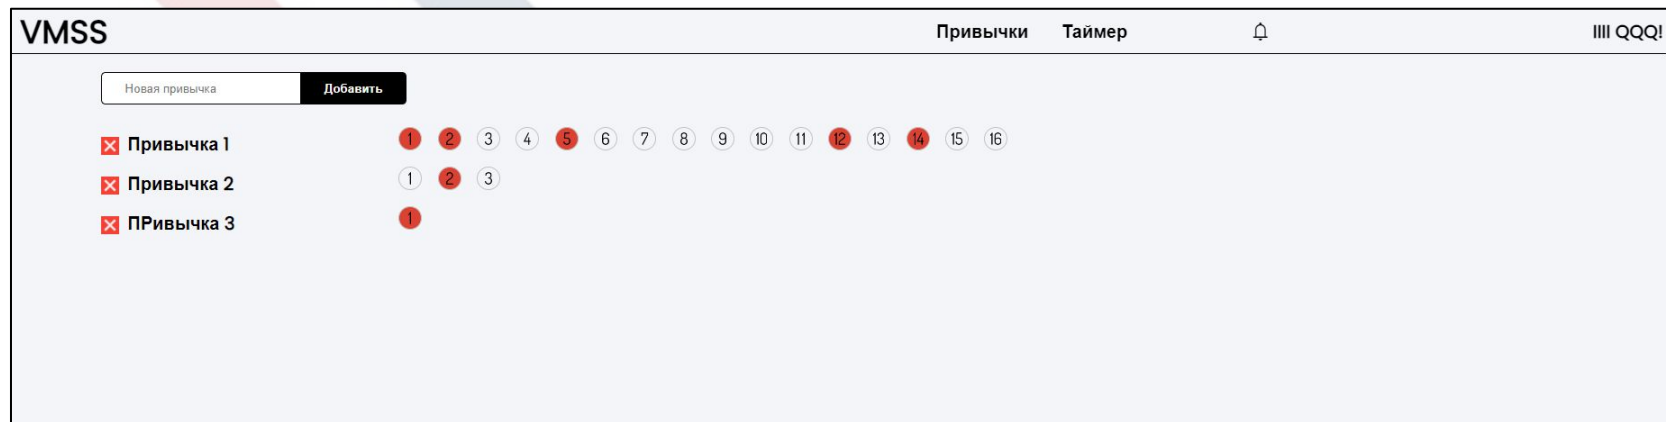 VMSS Привычки Таймер IIII QQQ!
Новая привычка Добавить
Привычка 1 1 2 3 4 5 6 7 8 9 10 11 12 13 14 15 16
Привычка 2 1 2 3
ПРивычка 3 1